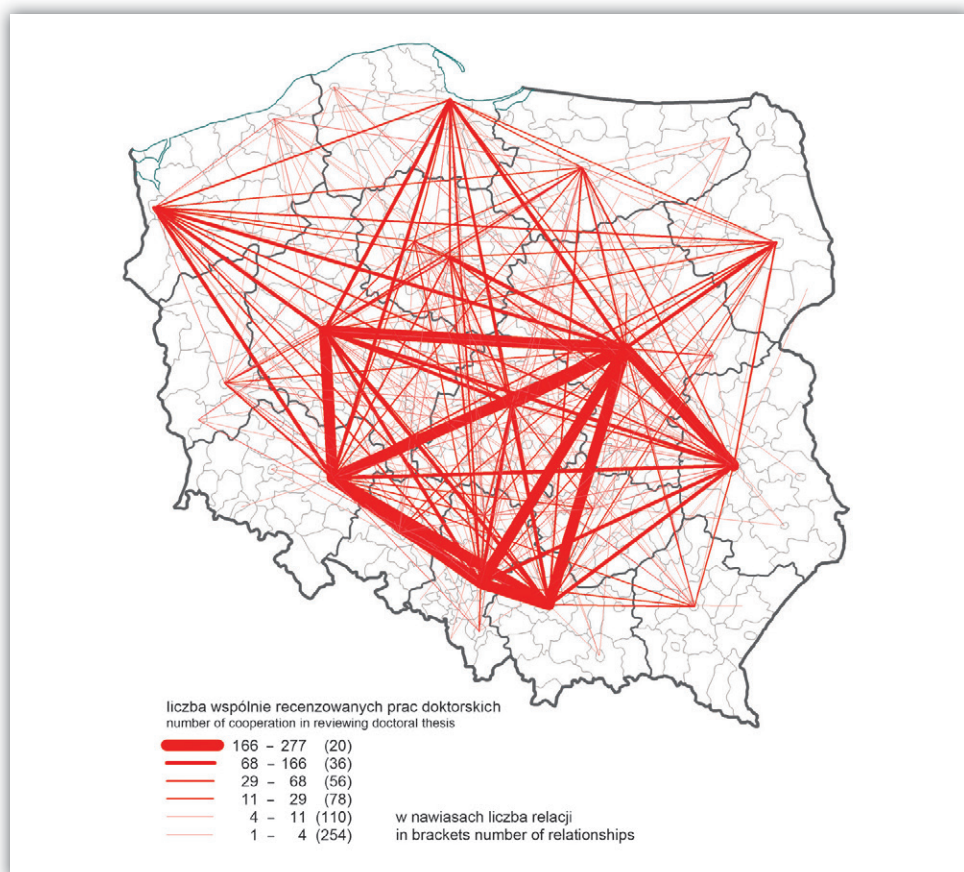 liczba wspólnie recenzowanych prac doktorskich
number of cooperation in reviewing doctoral thesis
166 – 277 (20)
68 – 166 (36)
29 – 68 (56)
11 – 29 (78)
4 – 11 (110) w nawiasach liczba relacji
1 – 4 (254) in brackets number of relationships